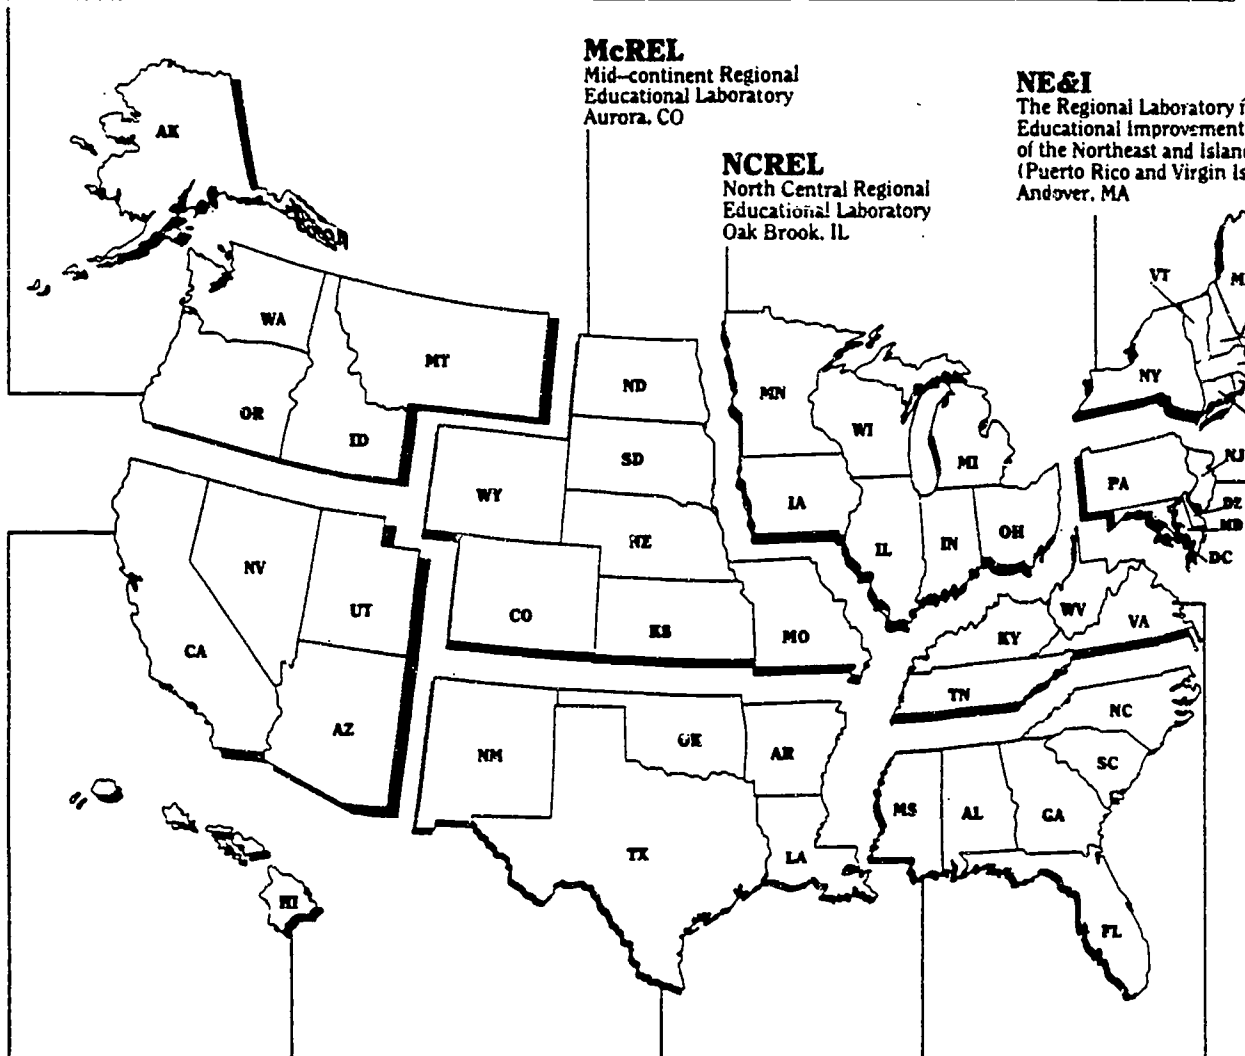 McREL
Mid-continent Regional
Educational Laboratory
Aurora, CO
NE&I
The Regional Laboratory
Educational Improvement
of the Northeast and Islan
(Puerto Rico and Virgin Is
Andover, MA
NCREL
North Central Regional
Educational Laboratory
Oak Brook, IL
AK
VT
M
WA
MT
ND
MN
NY
OR
ID
SD
WI
MI
WY
IA
PA
NJ
DE
MD
DC
NV
NE
IL
IN
OH
UT
CO
KS
MO
KY
WV
VA
CA
AZ
TN
NC
NM
OK
AR
SC
MS
AL
GA
TX
LA
HI
FL